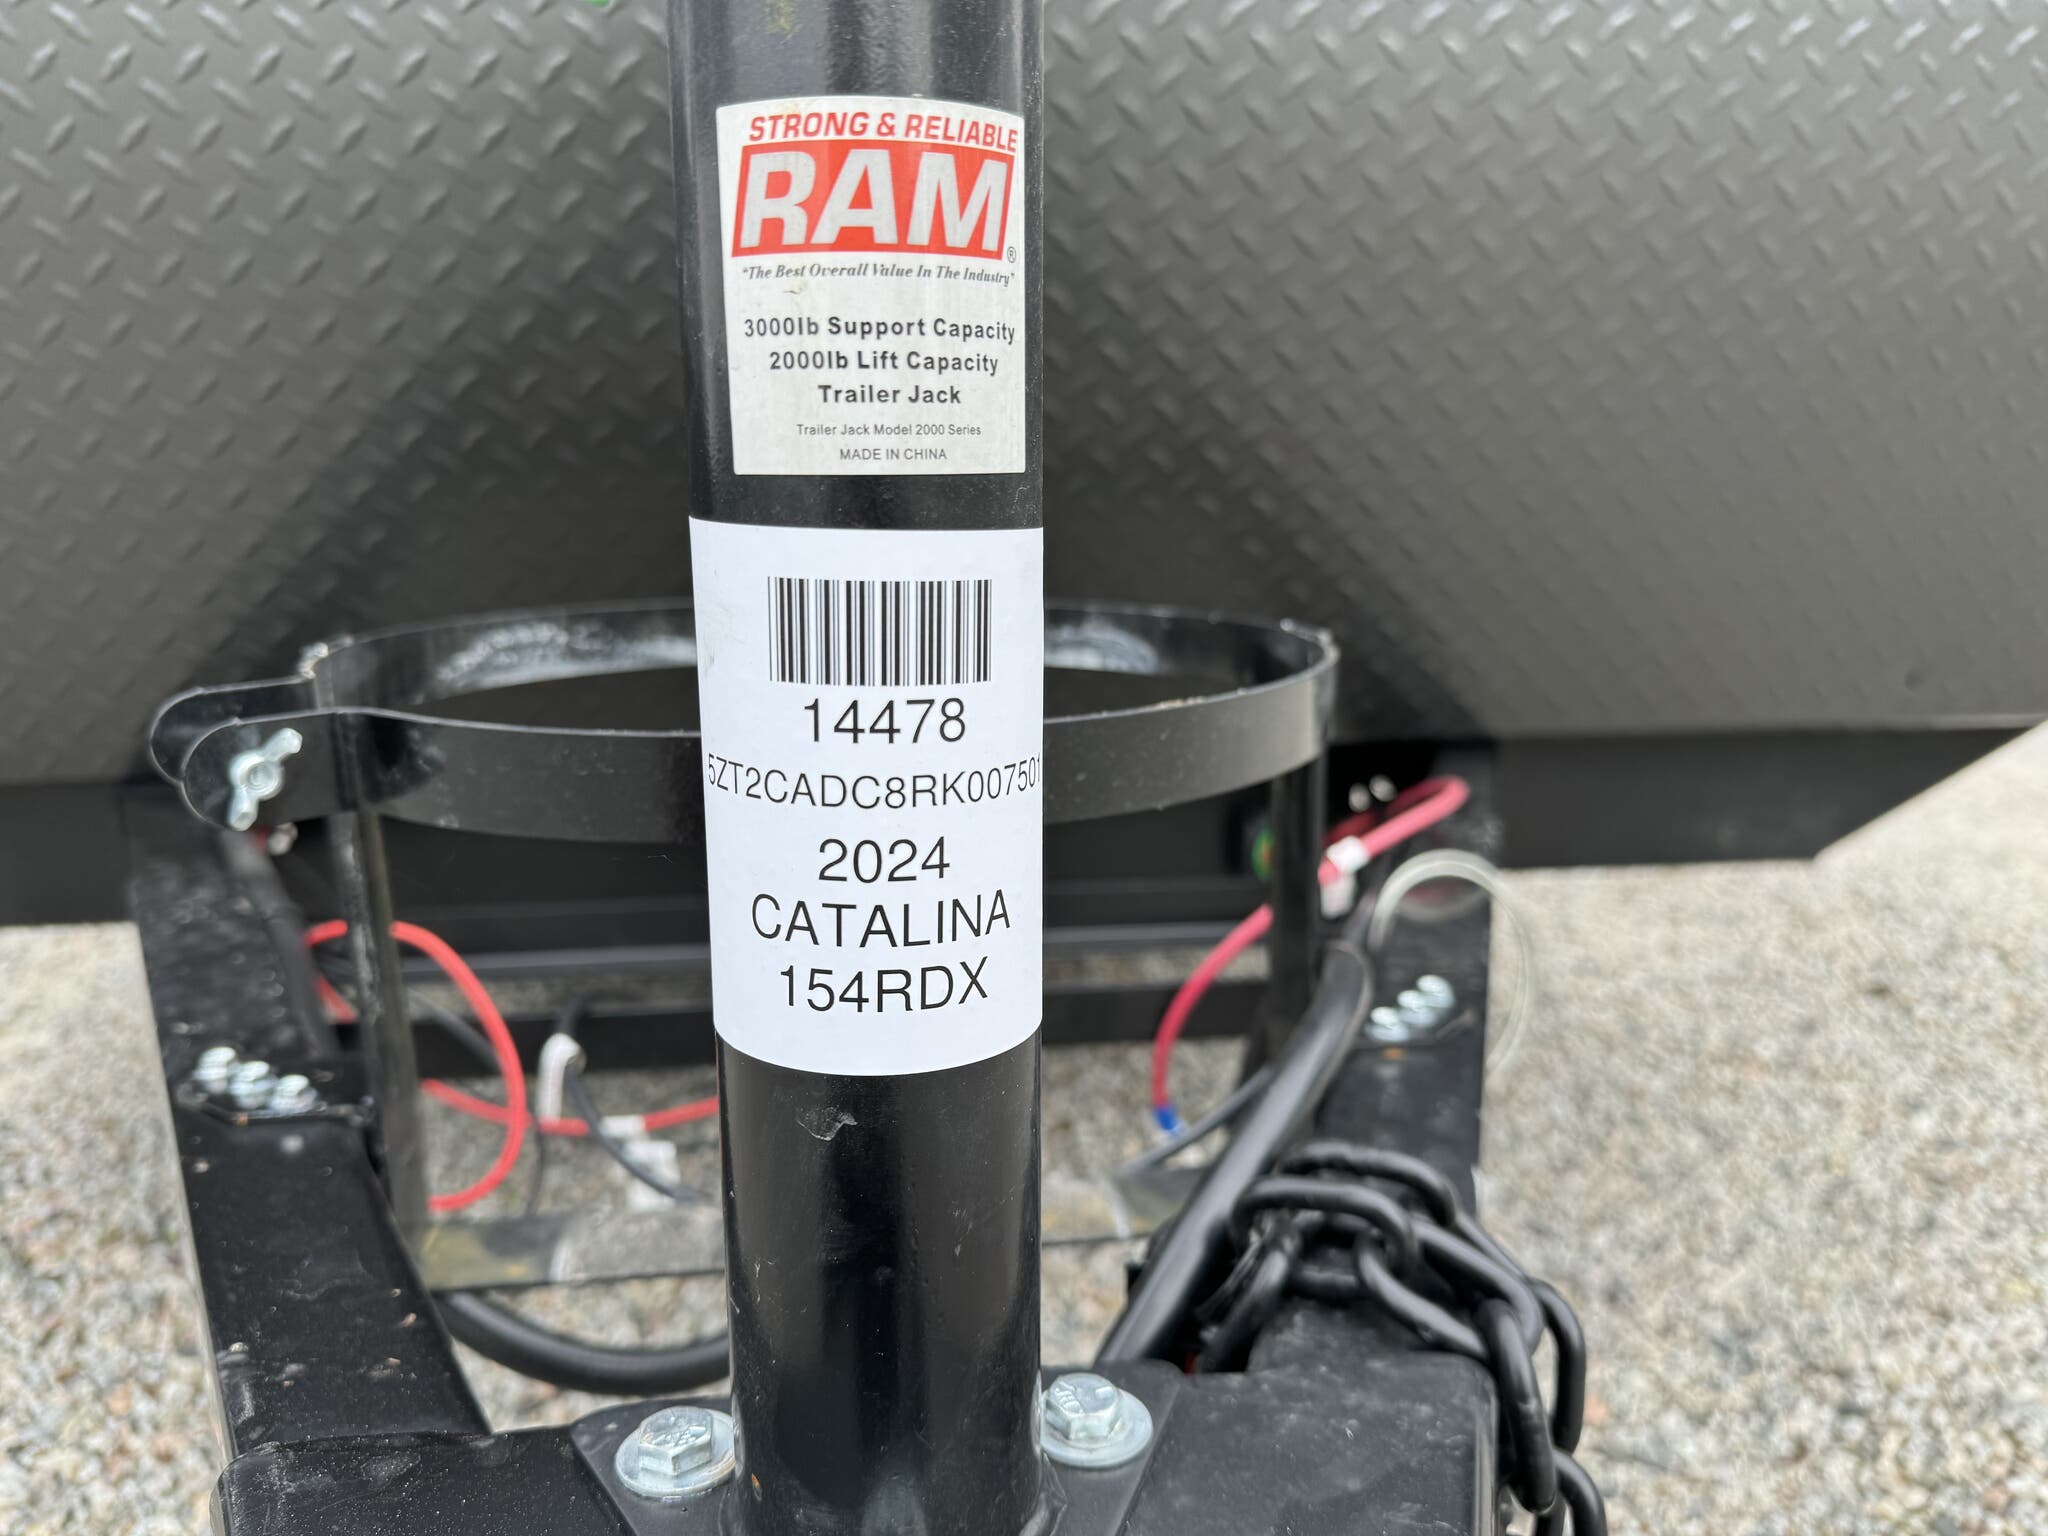 STRONG & RELIABLE
RAM®
"The Best Overall Value In The Industry"
3000lb Support Capacity
2000lb Lift Capacity
Trailer Jack
Trailer Jack Model 2000 Series
MADE IN CHINA
14478
5ZT2CADC8RK007501
2024
CATALINA
154RDX